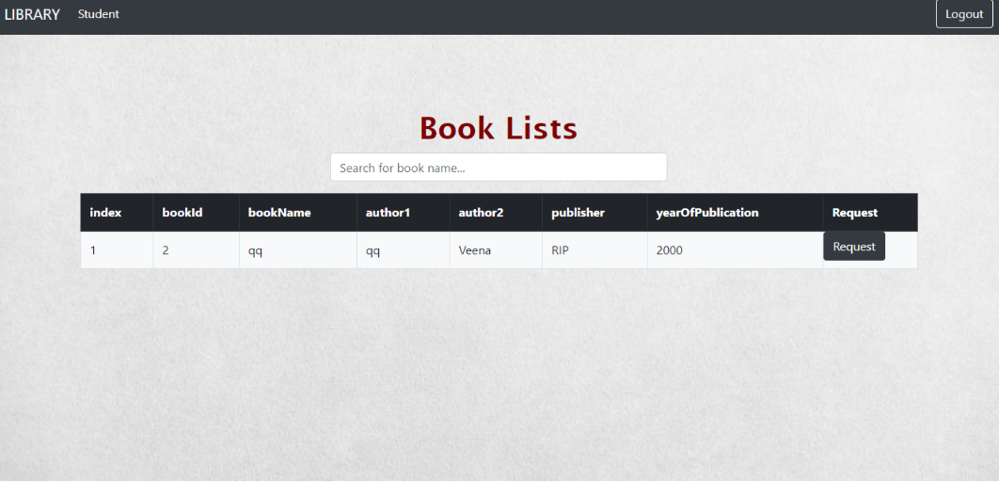 LIBRARY Student Logout
Book Lists
Search for book name...
index bookId bookName author1 author2 publisher yearOfPublication Request
1 2 qq qq Veena RIP 2000 Request